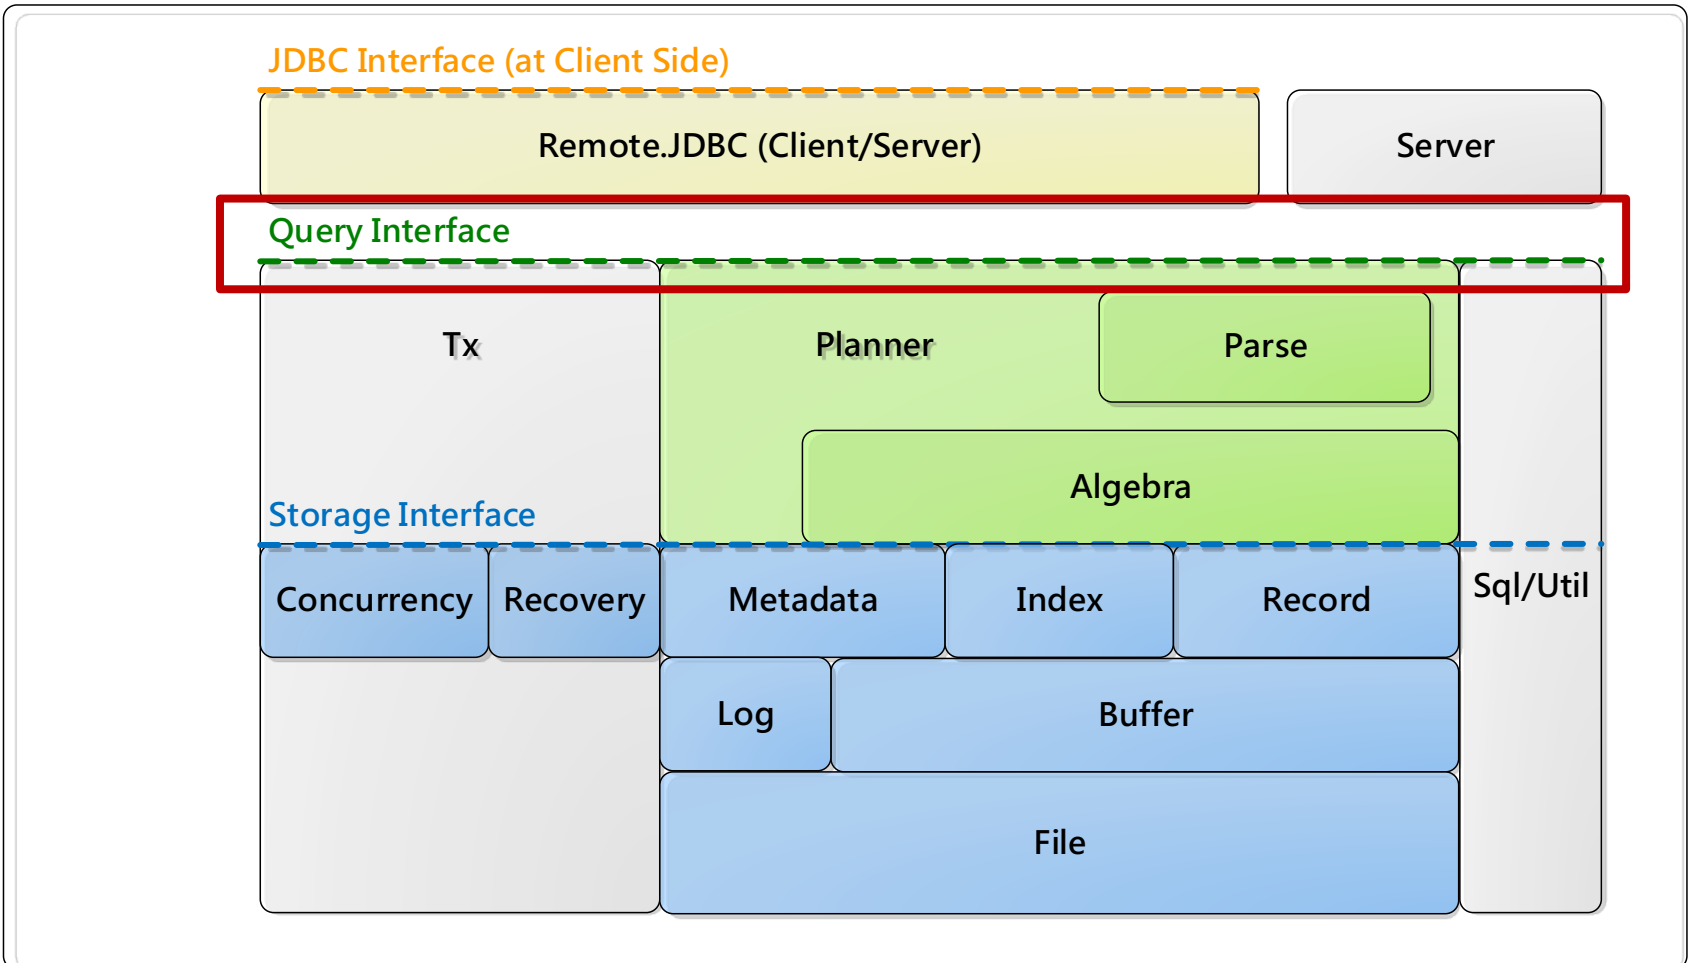 JDBC Interface (at Client Side)
Remote.JDBC (Client/Server)
Server
Query Interface
Tx
Planner
Parse
Algebra
Storage Interface
Concurrency
Recovery
Metadata
Index
Record
Sql/Util
Log
Buffer
File